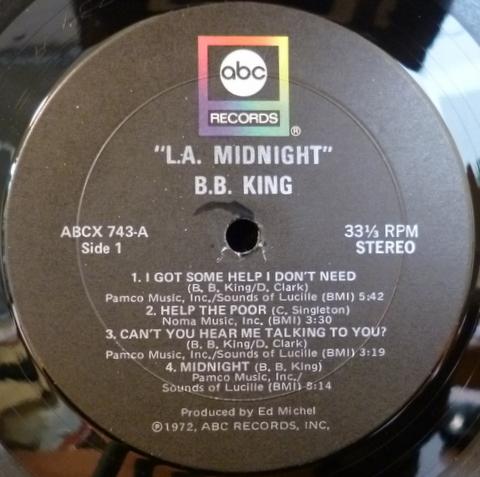 abc
RECORDS
®
"L.A. MIDNIGHT"
B.B. KING
ABCX 743-A
Side 1
33⅓ RPM
STEREO
1. I GOT SOME HELP I DON'T NEED
(B. B. King/D. Clark)
Pamco Music, Inc./Sounds of Lucille (BMI) 5:42
2. HELP THE POOR (C. Singleton)
Noma Music, Inc. (BMI) 3:30
3. CAN'T YOU HEAR ME TALKING TO YOU?
(B. B. King/D. Clark)
Pamco Music, Inc./Sounds of Lucille (BMI) 3:19
4. MIDNIGHT (B. B. King)
Pamco Music, Inc./
Sounds of Lucille (BMI) 5:14
Produced by Ed Michel
℗1972, ABC RECORDS, INC.